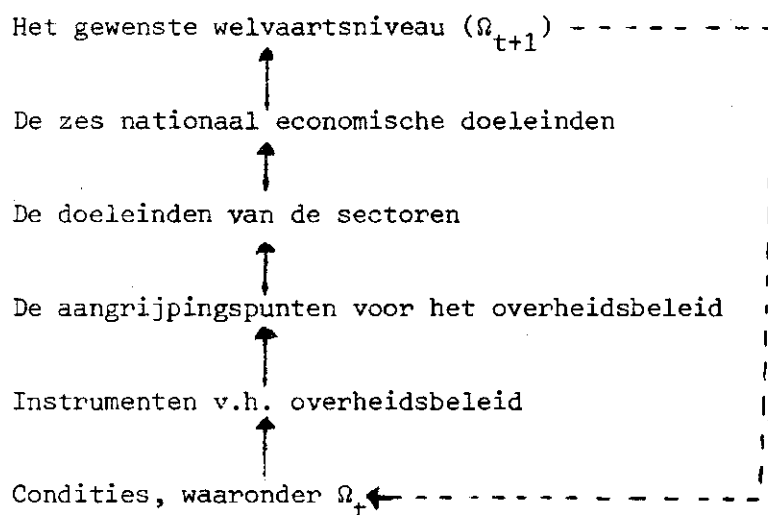 Het gewenste welvaartsniveau (Ω_{t+1})
De zes nationaal economische doeleinden
De doeleinden van de sectoren
De aangrijpingspunten voor het overheidsbeleid
Instrumenten v.h. overheidsbeleid
Condities, waaronder Ω_t